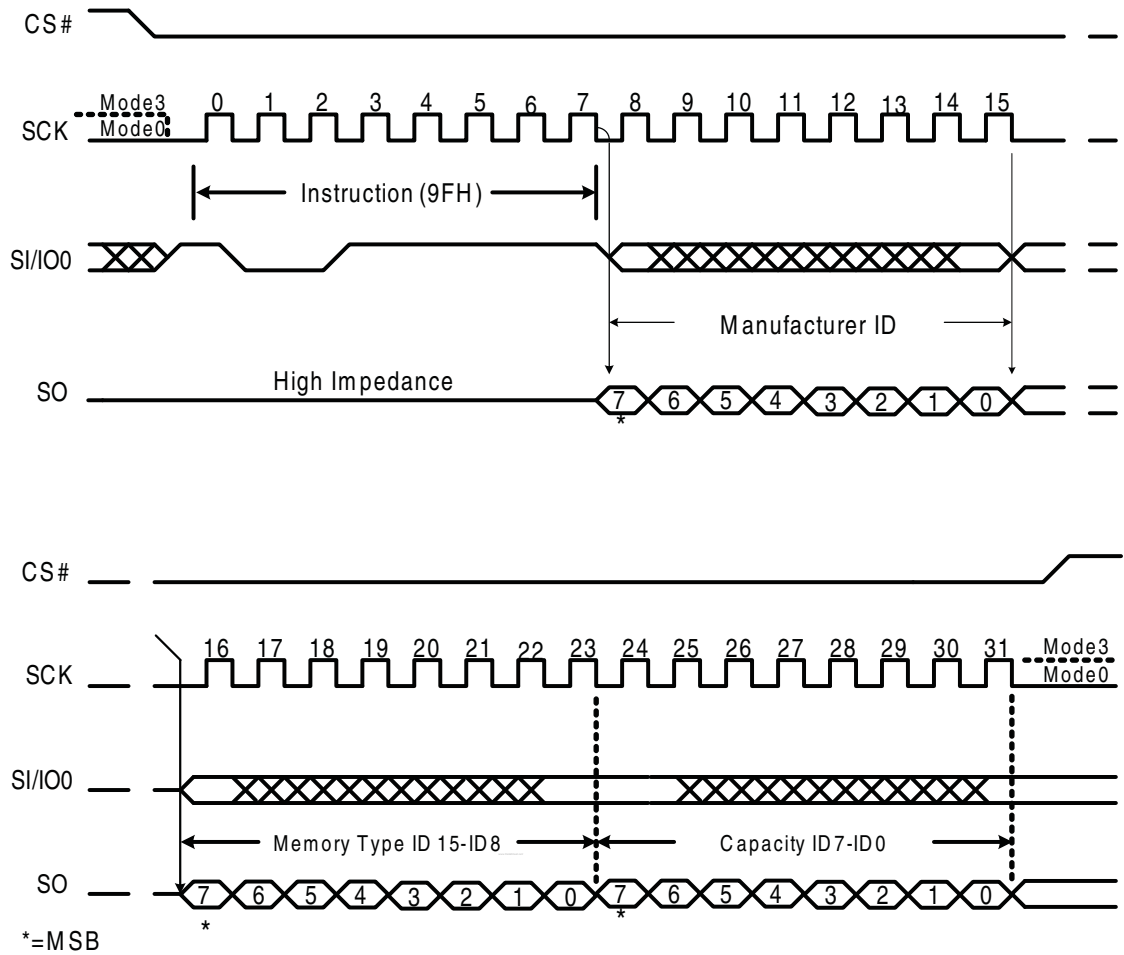 CS#
Mode3
0 1 2 3 4 5 6 7 8 9 10 11 12 13 14 15
SCK
Mode0
Instruction (9FH)
SI/IO0
Manufacturer ID
High Impedance
SO
7 6 5 4 3 2 1 0
*
CS#
16 17 18 19 20 21 22 23 24 25 26 27 28 29 30 31
Mode3
SCK
Mode0
SI/IO0
Memory Type ID 15-ID8
Capacity ID7-ID0
SO
7 6 5 4 3 2 1 0 7 6 5 4 3 2 1 0
* *
*=MSB